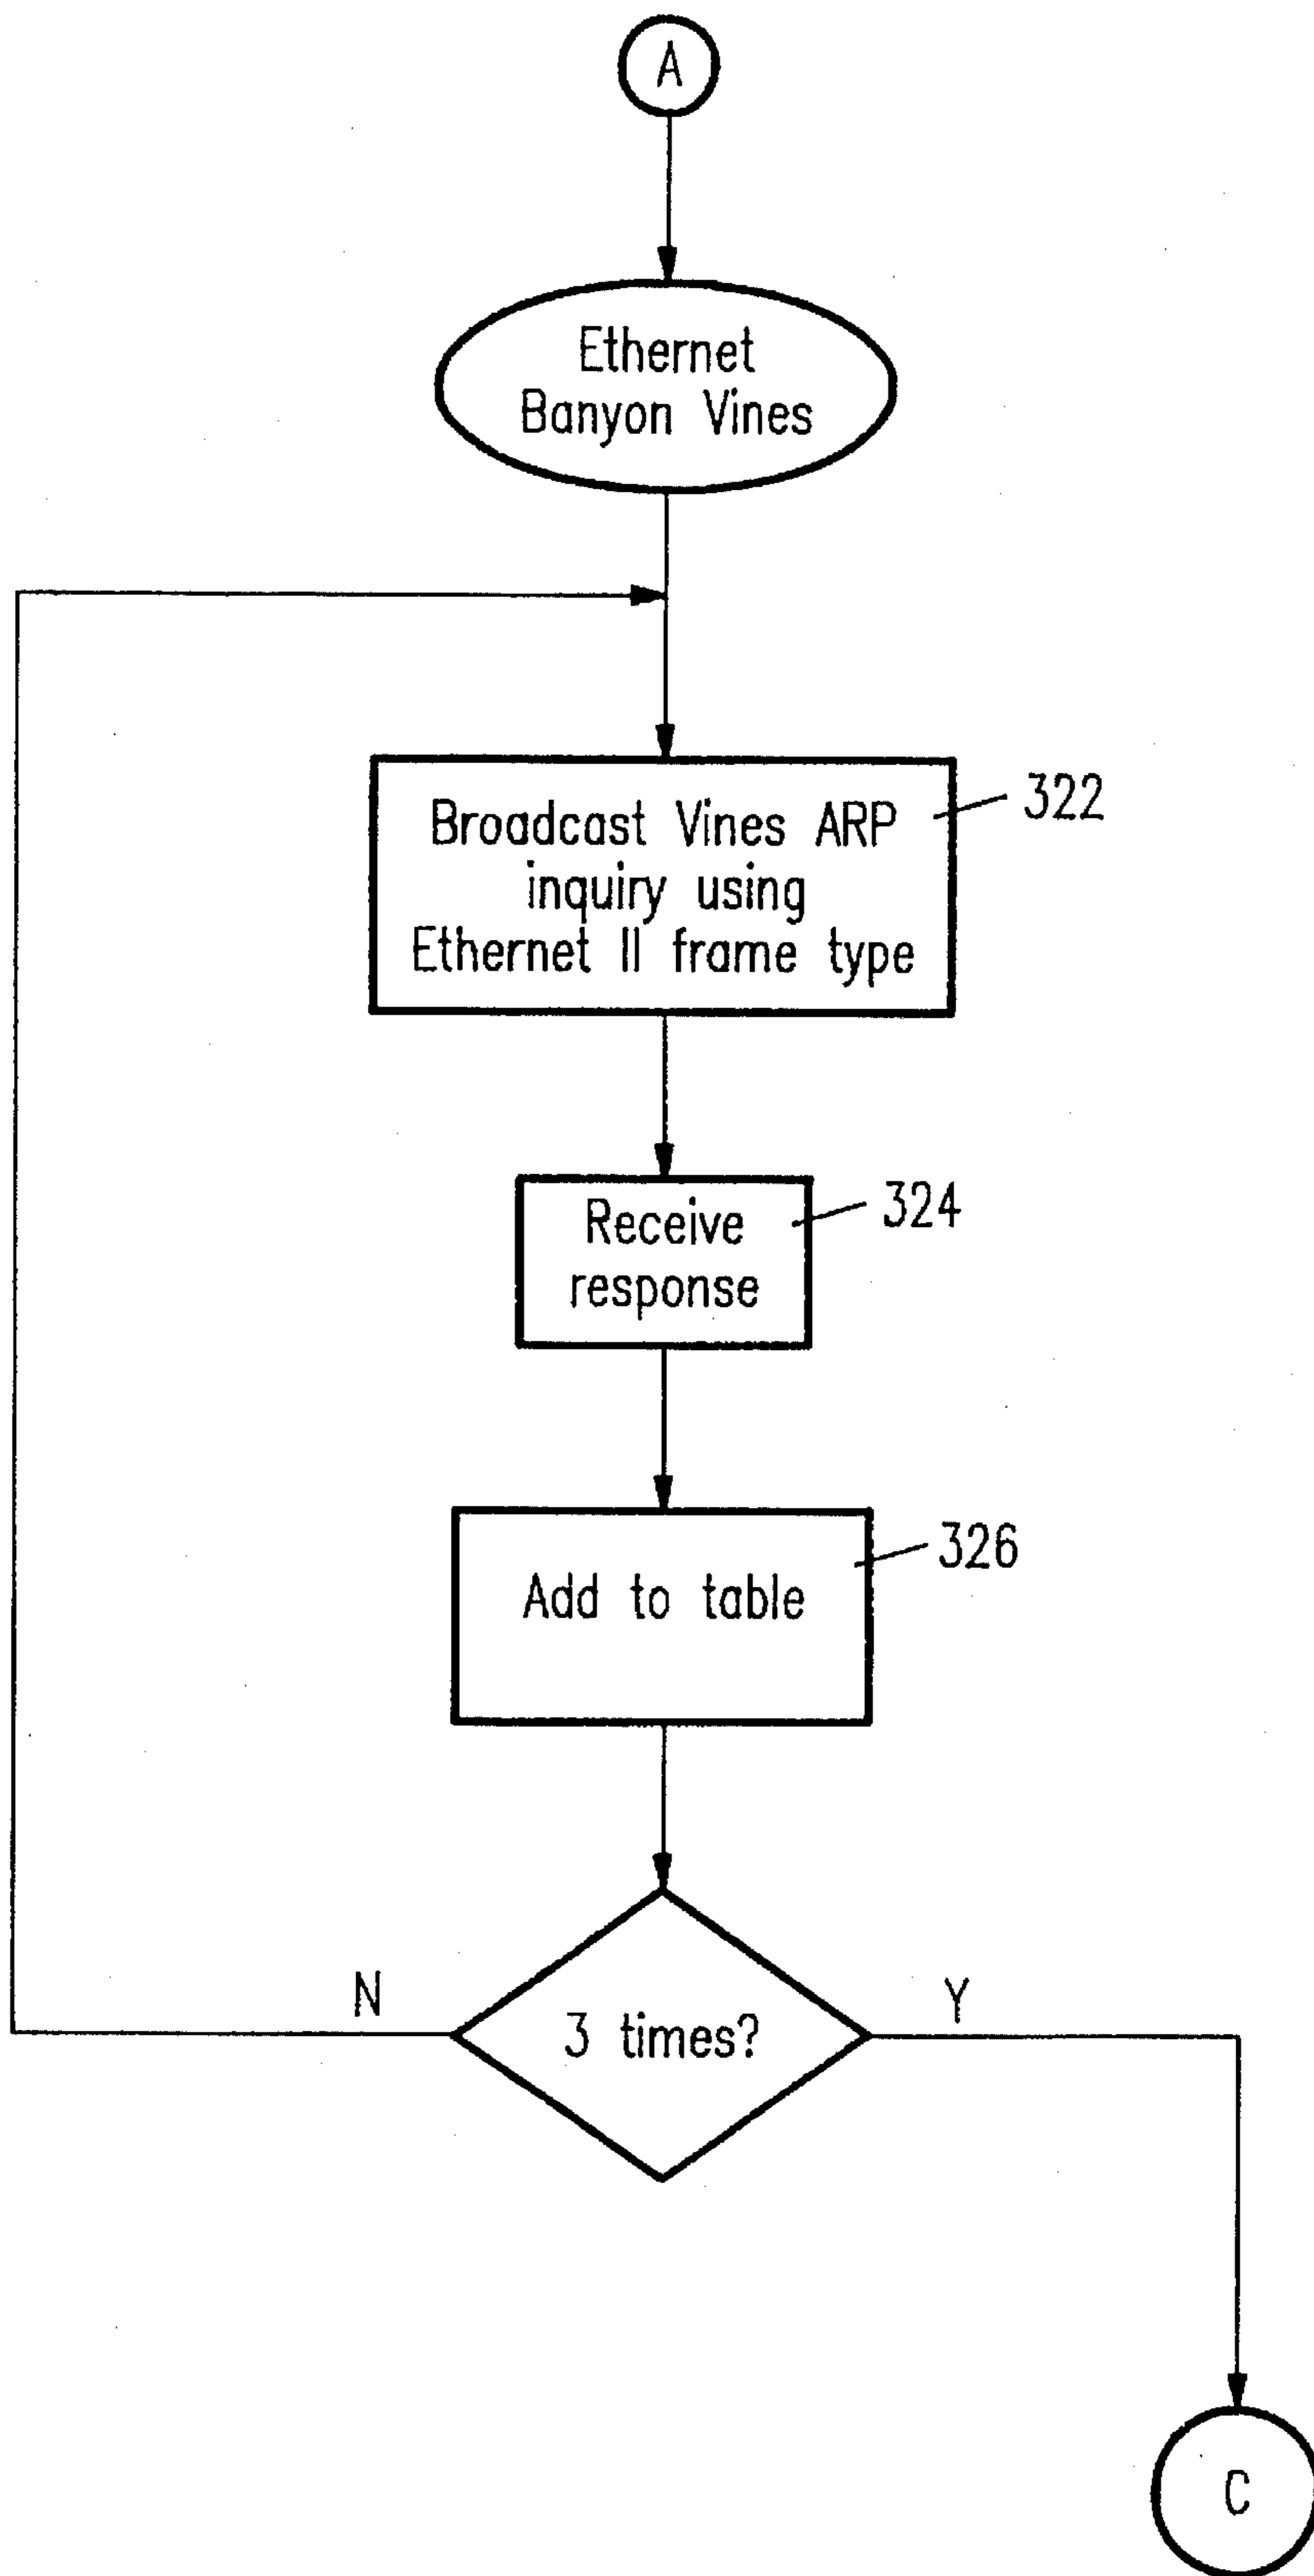 A
Ethernet
Banyon Vines
Broadcast Vines ARP
inquiry using
Ethernet II frame type
322
Receive
response
324
Add to table
326
3 times?
N
Y
C